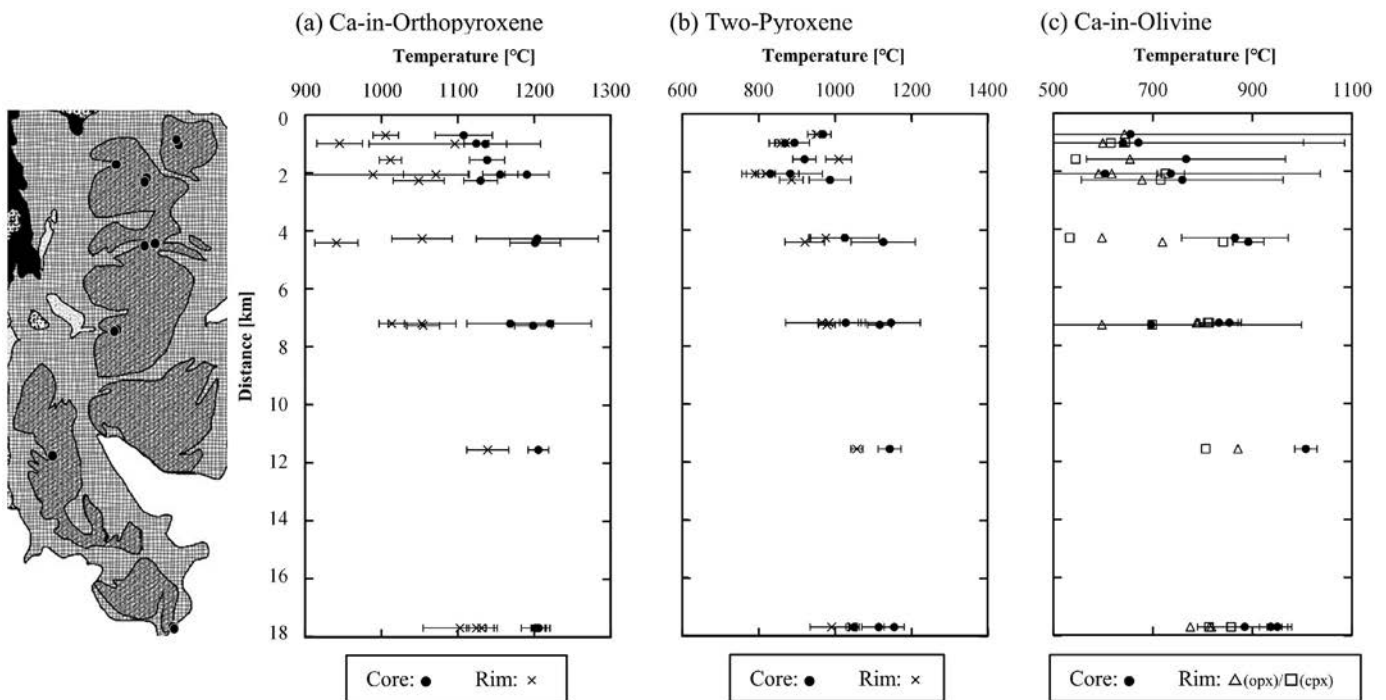 (a) Ca-in-Orthopyroxene
Temperature [°C]
900 1000 1100 1200 1300
Distance [km]
0
2
4
6
8
10
12
14
16
18
Core: ● Rim: ×
(b) Two-Pyroxene
Temperature [°C]
600 800 1000 1200 1400
Core: ● Rim: ×
(c) Ca-in-Olivine
Temperature [°C]
500 700 900 1100
Core: ● Rim: △(opx)/□(cpx)